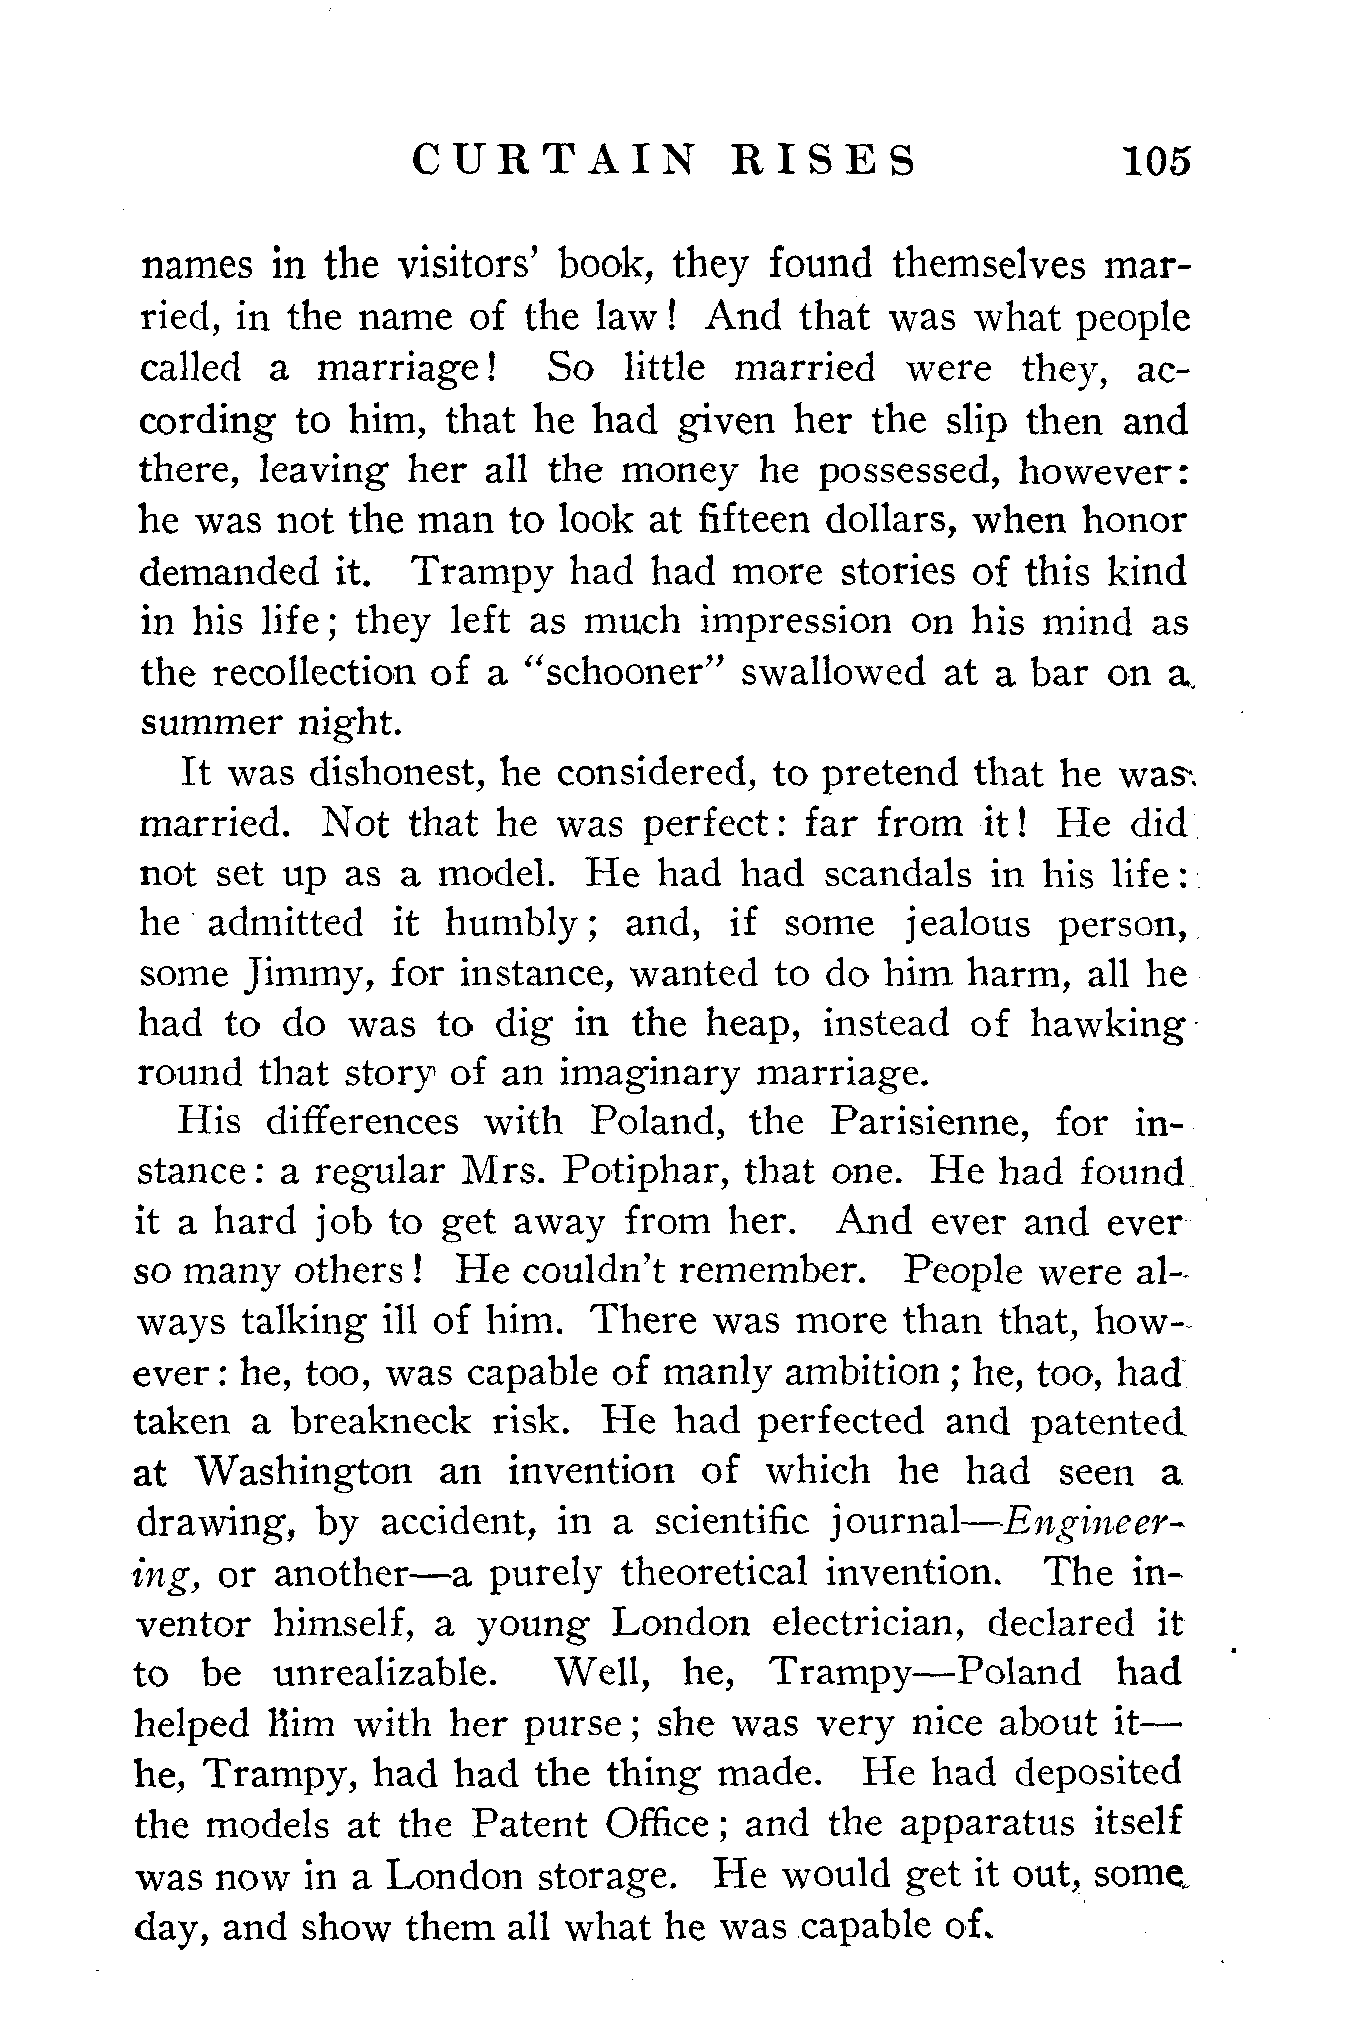 CURTAIN RISES 105
names in the visitors' book, they found themselves mar-
ried, in the name of the law! And that was what people
called a marriage! So little married were they, ac-
cording to him, that he had given her the slip then and
there, leaving her all the money he possessed, however:
he was not the man to look at fifteen dollars, when honor
demanded it. Trampy had had more stories of this kind
in his life; they left as much impression on his mind as
the recollection of a "schooner" swallowed at a bar on a
summer night.
It was dishonest, he considered, to pretend that he was
married. Not that he was perfect: far from it! He did
not set up as a model. He had had scandals in his life:
he admitted it humbly; and, if some jealous person,
some Jimmy, for instance, wanted to do him harm, all he
had to do was to dig in the heap, instead of hawking
round that story of an imaginary marriage.
His differences with Poland, the Parisienne, for in-
stance: a regular Mrs. Potiphar, that one. He had found
it a hard job to get away from her. And ever and ever
so many others! He couldn't remember. People were al-
ways talking ill of him. There was more than that, how-
ever: he, too, was capable of manly ambition; he, too, had
taken a breakneck risk. He had perfected and patented
at Washington an invention of which he had seen a
drawing, by accident, in a scientific journal—Engineer-
ing, or another—a purely theoretical invention. The in-
ventor himself, a young London electrician, declared it
to be unrealizable. Well, he, Trampy—Poland had
helped him with her purse; she was very nice about it—
he, Trampy, had had the thing made. He had deposited
the models at the Patent Office; and the apparatus itself
was now in a London storage. He would get it out, some
day, and show them all what he was capable of.